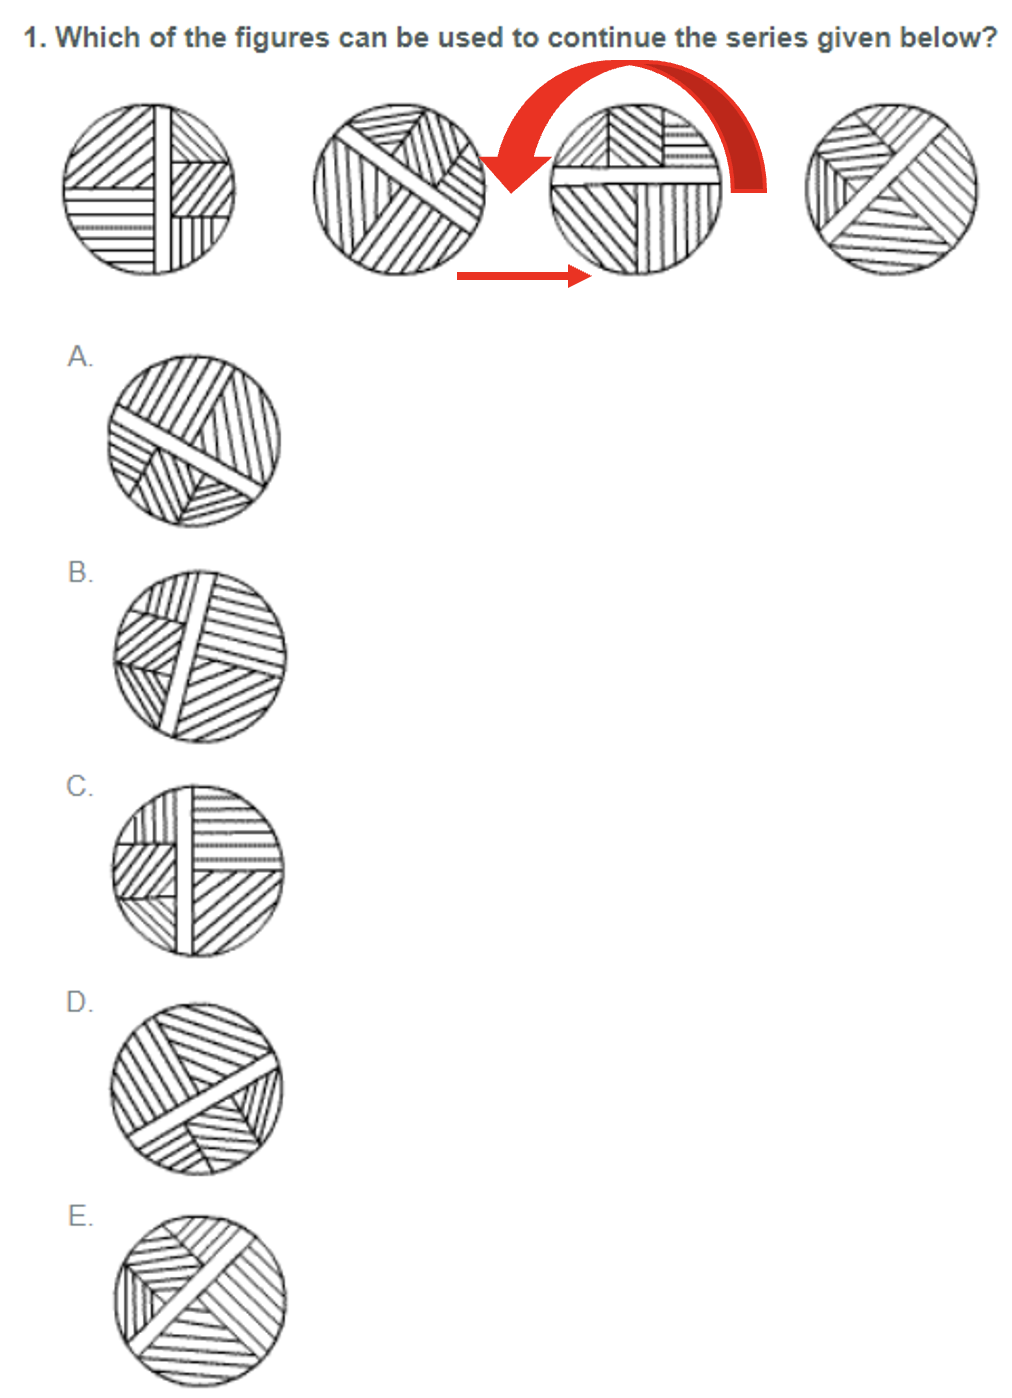 1. Which of the figures can be used to continue the series given below?
A.
B.
C.
D.
E.